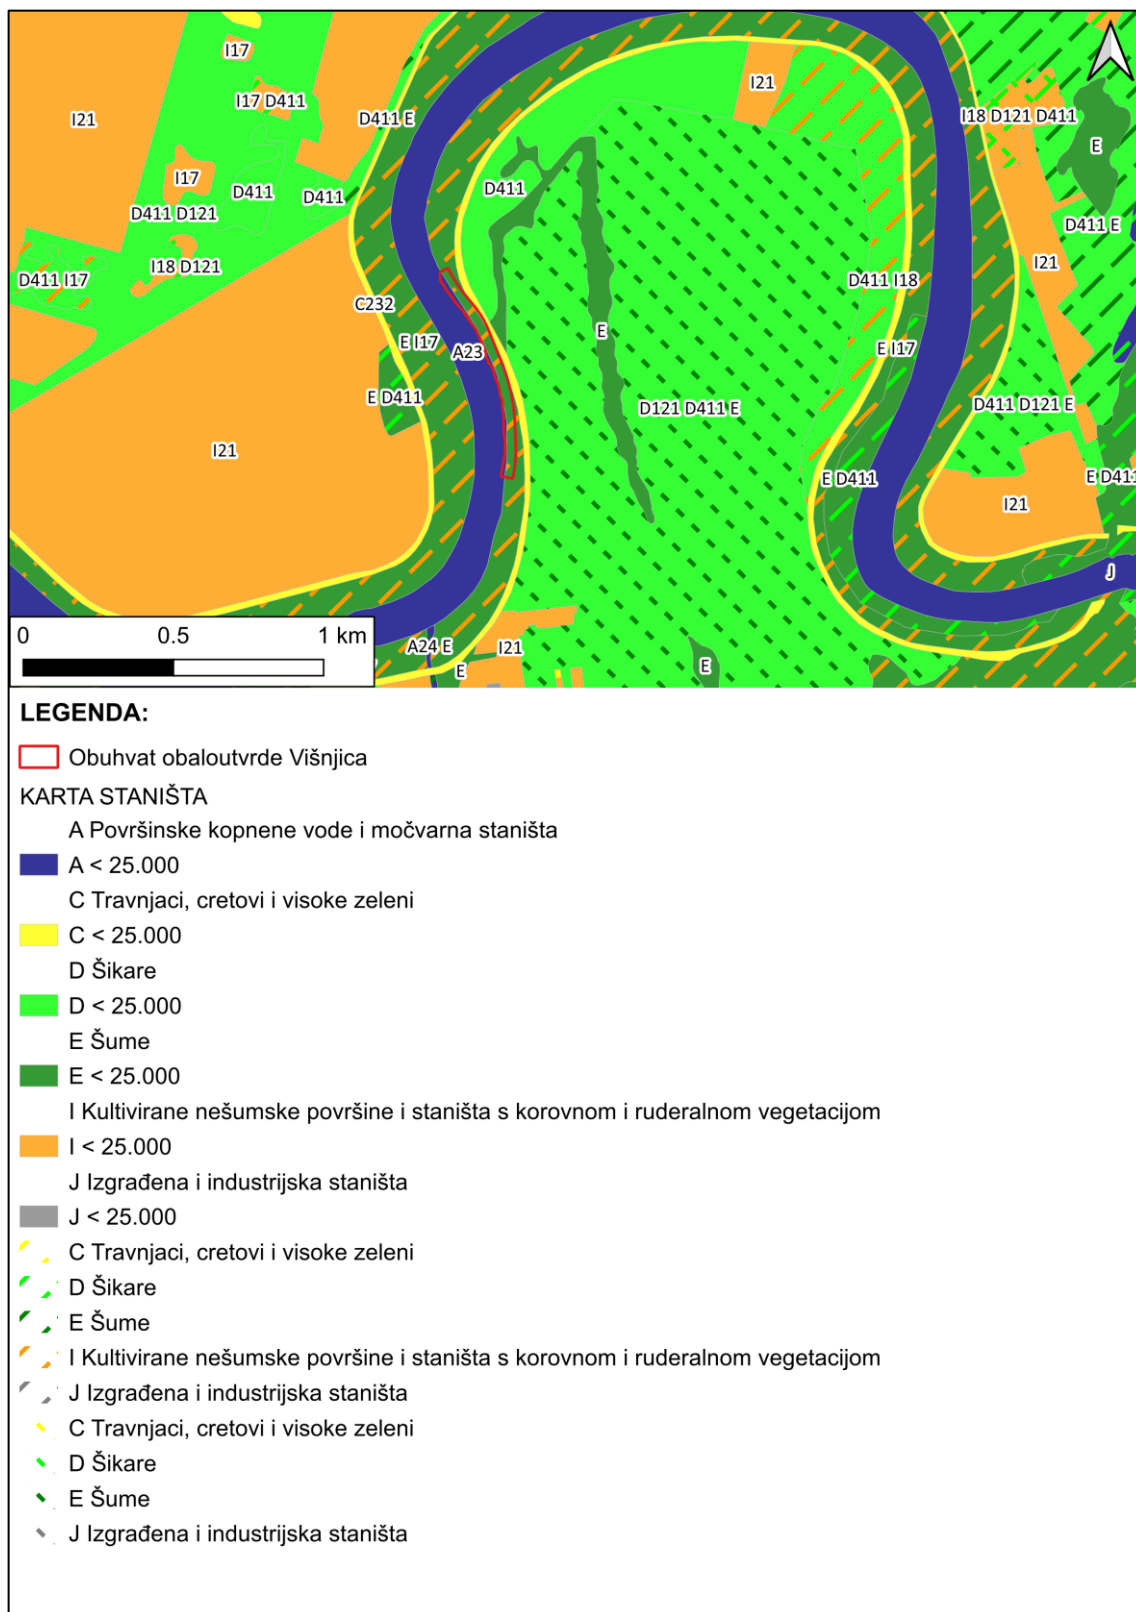 I17
I21
I17 D411
D411 E
I21
I18 D121 D411
E
I17
D411
D411
D411
D411 D121
D411 E
I18 D121
D411 I17
D411 I18
I21
C232
E
E I17
A23
E I17
E D411
D121 D411 E
D411 D121 E
I21
E D411
E D411
I21
J
0 0.5 1 km
A24 E
I21
E
E
LEGENDA:
Obuhvat obaloutvrde Višnjica
KARTA STANIŠTA
A Površinske kopnene vode i močvarna staništa
A < 25.000
C Travnjaci, cretovi i visoke zeleni
C < 25.000
D Šikare
D < 25.000
E Šume
E < 25.000
I Kultivirane nešumske površine i staništa s korovnom i ruderalnom vegetacijom
I < 25.000
J Izgrađena i industrijska staništa
J < 25.000
C Travnjaci, cretovi i visoke zeleni
D Šikare
E Šume
I Kultivirane nešumske površine i staništa s korovnom i ruderalnom vegetacijom
J Izgrađena i industrijska staništa
C Travnjaci, cretovi i visoke zeleni
D Šikare
E Šume
J Izgrađena i industrijska staništa